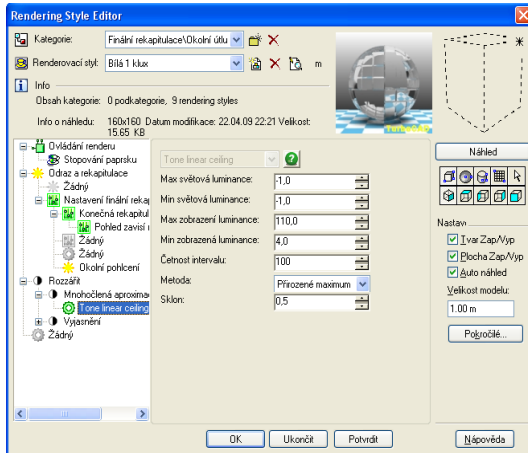 Rendering Style Editor
Kategorie: Finální rekapitulace\Okolní útlu
Renderovací styl: Bílá 1 klux m
Info
Obsah kategorie: 0 podkategorie, 9 rendering styles
Info o náhledu: 160x160 Datum modifikace: 22.04.09 22:21 Velikost:
15.65 KB
Náhled
Ovládání renderu
Stopování paprsku
Odraz a rekapitulace
Žádný
Nastavení finální rekap
Konečná rekapitul
Pohled zavisí r
Žádný
Žádný
Okolní pohlcení
Rozzářit
Mnohočlená aproxima
Tone linear ceiling
Vyjasnění
Žádný
Tone linear ceiling
Max světová luminance: -1,0
Min světová luminance: -1,0
Max zobrazení luminance: 110,0
Min zobrazená luminance: 4,0
Četnost intervalu: 100
Metoda: Přirozené maximum
Sklon: 0,5
Nastavy
Tvar Zap/Vyp
Plocha Zap/Vyp
Auto náhled
Velikost modelu:
1.00 m
Pokročilé...
OK Ukončit Potvrdit Nápověda